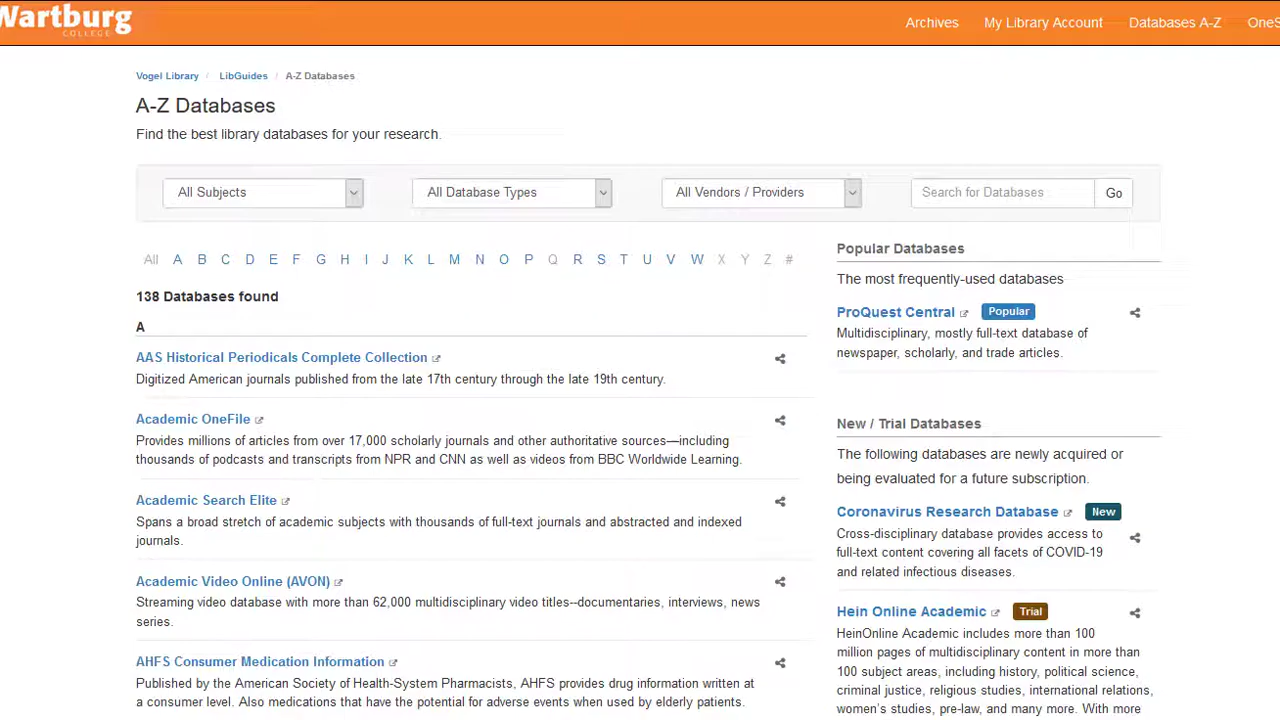 Wartburg
COLLEGE
Archives My Library Account Databases A-Z OneS
Vogel Library / LibGuides / A-Z Databases
A-Z Databases
Find the best library databases for your research.
All Subjects All Database Types All Vendors / Providers Search for Databases Go
All A B C D E F G H I J K L M N O P Q R S T U V W X Y Z #
138 Databases found
A
AAS Historical Periodicals Complete Collection
Digitized American journals published from the late 17th century through the late 19th century.
Academic OneFile
Provides millions of articles from over 17,000 scholarly journals and other authoritative sources—including
thousands of podcasts and transcripts from NPR and CNN as well as videos from BBC Worldwide Learning.
Academic Search Elite
Spans a broad stretch of academic subjects with thousands of full-text journals and abstracted and indexed
journals.
Academic Video Online (AVON)
Streaming video database with more than 62,000 multidisciplinary video titles--documentaries, interviews, news
series.
AHFS Consumer Medication Information
Published by the American Society of Health-System Pharmacists, AHFS provides drug information written at
a consumer level. Also medications that have the potential for adverse events when used by elderly patients.
Popular Databases
The most frequently-used databases
ProQuest Central Popular
Multidisciplinary, mostly full-text database of
newspaper, scholarly, and trade articles.
New / Trial Databases
The following databases are newly acquired or
being evaluated for a future subscription.
Coronavirus Research Database New
Cross-disciplinary database provides access to
full-text content covering all facets of COVID-19
and related infectious diseases.
Hein Online Academic Trial
HeinOnline Academic includes more than 100
million pages of multidisciplinary content in more than
100 subject areas, including history, political science,
criminal justice, religious studies, international relations,
women's studies, pre-law, and many more. With more